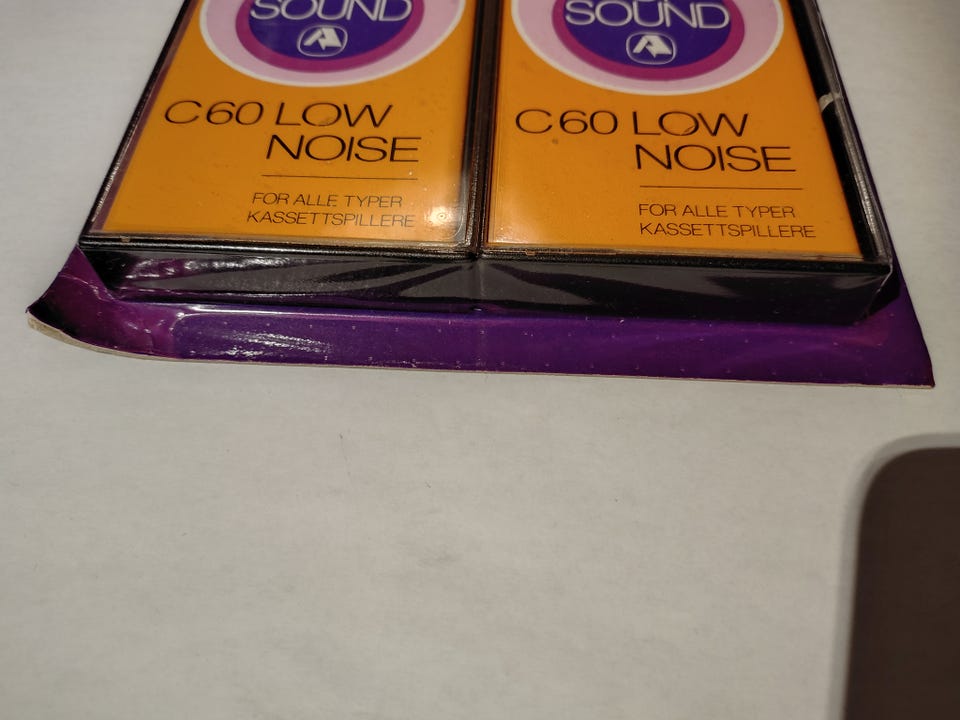 SOUND
C60 LOW
NOISE
FOR ALLE TYPER
KASSETTSPILLERE
SOUND
C60 LOW
NOISE
FOR ALLE TYPER
KASSETTSPILLERE